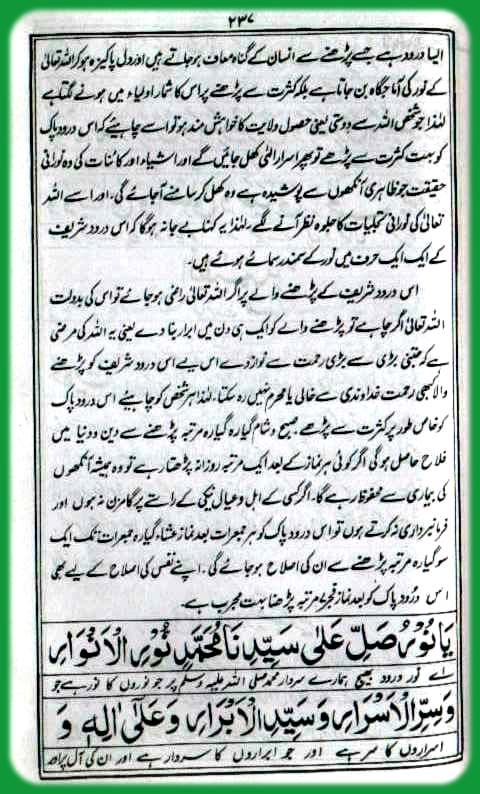 ۲۳۷
ایسا درود ہے جسے پڑھنے سے انسان کے گناہ معاف ہوجاتے ہیں اور دل پاکیزہ ہوکر اللہ تعالیٰ
کے نور کی آماجگاہ بن جاتا ہے بلکہ کثرت سے پڑھنے پر اس کا شمار اولیاء میں ہونے لگتا ہے
لہٰذا جو شخص اللہ سے دوستی یعنی حصول ولایت کا خواہش مند ہو تو اسے چاہیئے کہ اس درود پاک
کو بہت کثرت سے پڑھے تو پھر اسرار الٰہی کھل جائیں گے اور اشیاء اور کائنات کی وہ نورانی
حقیقت جو ظاہری آنکھوں سے پوشیدہ ہے وہ کھل کر سامنے آجائے گی۔ اور اسے اللہ
تعالیٰ کی نورانی تجلیات کا جلوہ نظر آنے لگے۔ لہٰذا یہ کہنا بے جا نہ ہوگا کہ اس درود شریف
کے ایک ایک حرف میں نور کے سمندر سمائے ہوئے ہیں۔
اس درود شریف کے پڑھنے والے پر اگر اللہ تعالیٰ راضی ہوجائے تو اس کی بدولت
اللہ تعالیٰ اگر چاہے تو پڑھنے والے کو ایک ہی دن میں ابرار بنا دے یعنی یہ اللہ کی مرضی
ہے کہ جتنی بڑی سے بڑی رحمت سے نواز دے اس لیے اس درود شریف کو پڑھنے
والا کبھی رحمت خداوندی سے خالی یا محرم نہیں رہ سکتا۔ لہٰذا ہر شخص کو چاہیئے اس درود پاک
کو خاص طور پر کثرت سے پڑھے۔ صبح و شام گیارہ گیارہ مرتبہ پڑھنے سے دین و دنیا میں
فلاح حاصل ہوگی اگر کوئی ہر نماز کے بعد ایک مرتبہ روزانہ پڑھتا رہے تو وہ ہمیشہ آنکھوں
کی بیماری سے محفوظ رہے گا۔ اگر کسی کے اہل و عیال نیکی کے راستے پر گامزن نہ ہوں اور
فرمانبرداری نہ کرتے ہوں تو اس درود پاک کو ہر جمعرات بعد نماز عشاء گیارہ جمعرات تک ایک
سو گیارہ مرتبہ پڑھنے سے ان کی اصلاح ہوجائے گی۔ اپنے نفس کی اصلاح کے لیے بھی
اس درود پاک کو بعد نماز فجر ۷ مرتبہ پڑھنا بہت مجرب ہے۔
يَا نُوْرُ صَلِّ عَلٰى سَيِّدِنَا مُحَمَّدٍ نُوْرِ الْاَنْوَارِ
اے نور درود بھیج ہمارے سردار محمد صلی اللہ علیہ وسلم پر جو نوروں کا نور ہے جو
وَسِرِّ الْاَسْرَارِ وَسَيِّدِ الْاَبْرَارِ وَعَلٰى اٰلِهٖ وَ
اسراروں کا سر ہے اور جو ابراروں کا سردار ہے اور ان کی آل پر اور